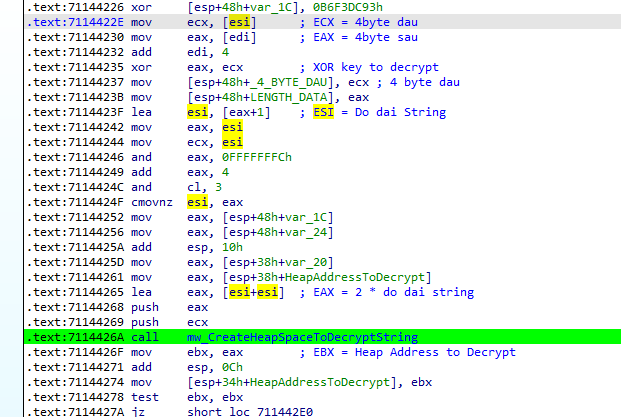 .text:71144226 xor [esp+48h+var_1C], 0B6F3DC93h
.text:7114422E mov ecx, [esi] ; ECX = 4byte dau
.text:71144230 mov eax, [edi] ; EAX = 4byte sau
.text:71144232 add edi, 4
.text:71144235 xor eax, ecx ; XOR key to decrypt
.text:71144237 mov [esp+48h+_4_BYTE_DAU], ecx ; 4 byte dau
.text:7114423B mov [esp+48h+LENGTH_DATA], eax
.text:7114423F lea esi, [eax+1] ; ESI = Do dai String
.text:71144242 mov eax, esi
.text:71144244 mov ecx, esi
.text:71144246 and eax, 0FFFFFFFCh
.text:71144249 add eax, 4
.text:7114424C and cl, 3
.text:7114424F cmovnz esi, eax
.text:71144252 mov eax, [esp+48h+var_1C]
.text:71144256 mov eax, [esp+48h+var_24]
.text:7114425A add esp, 10h
.text:7114425D mov eax, [esp+38h+var_20]
.text:71144261 mov eax, [esp+38h+HeapAddressToDecrypt]
.text:71144265 lea eax, [esi+esi] ; EAX = 2 * do dai string
.text:71144268 push eax
.text:71144269 push ecx
.text:7114426A call mw_CreateHeapSpaceToDecryptString
.text:7114426F mov ebx, eax ; EBX = Heap Address to Decrypt
.text:71144271 add esp, 0Ch
.text:71144274 mov [esp+34h+HeapAddressToDecrypt], ebx
.text:71144278 test ebx, ebx
.text:7114427A jz short loc_711442E0